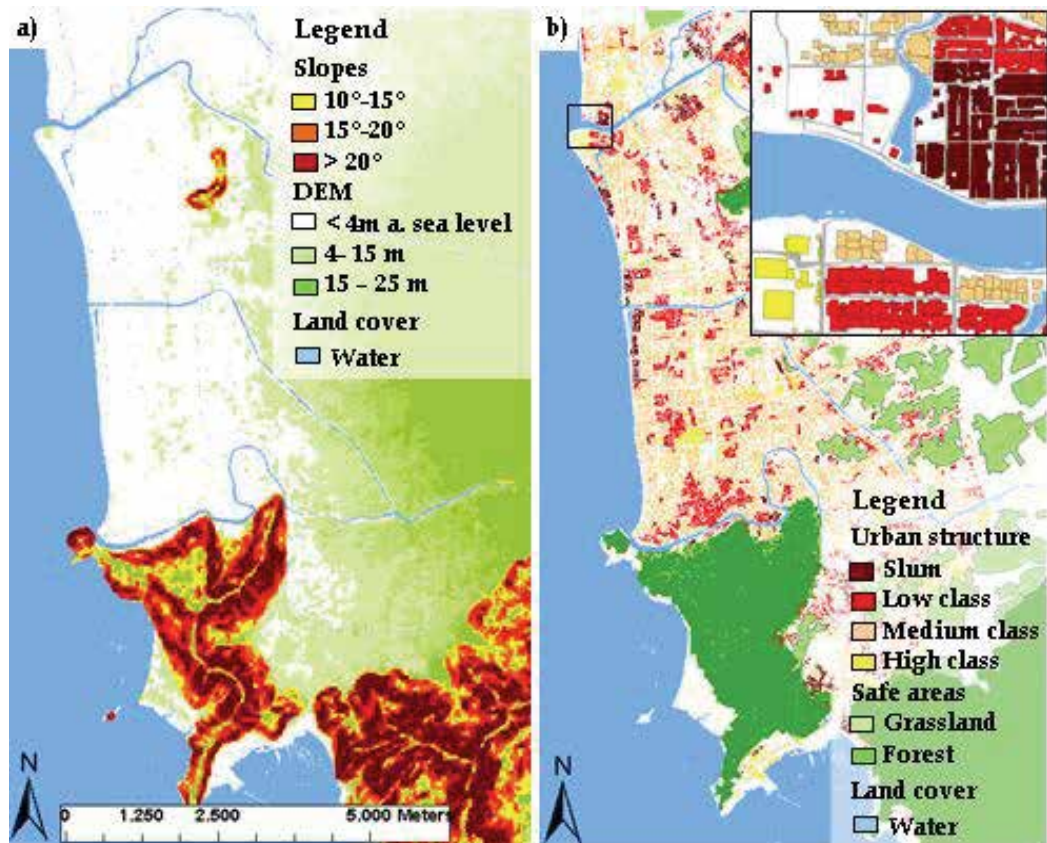 a)
Legend
Slopes
10°-15°
15°-20°
> 20°
DEM
< 4m a. sea level
4- 15 m
15 - 25 m
Land cover
Water
N
0 1.250 2.500 5.000 Meters
b)
Legend
Urban structure
Slum
Low class
Medium class
High class
Safe areas
Grassland
Forest
Land cover
Water
N